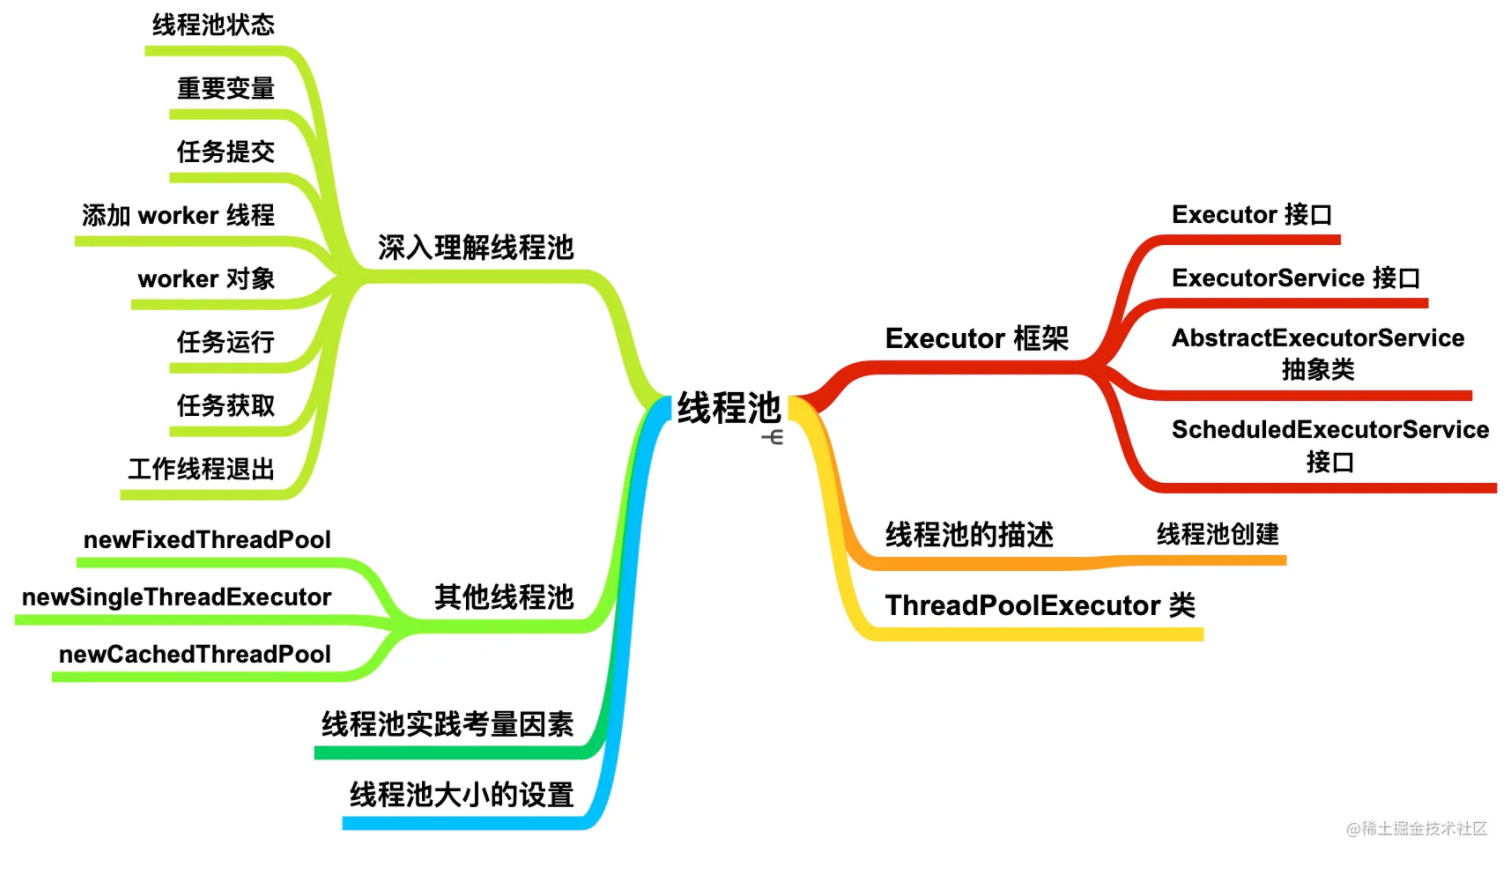 线程池状态
重要变量
任务提交
添加 worker 线程
worker 对象
任务运行
任务获取
工作线程退出
深入理解线程池
newFixedThreadPool
newSingleThreadExecutor
newCachedThreadPool
其他线程池
线程池实践考量因素
线程池大小的设置
线程池
Executor 框架
Executor 接口
ExecutorService 接口
AbstractExecutorService
抽象类
ScheduledExecutorService
接口
线程池的描述
线程池创建
ThreadPoolExecutor 类
@稀土掘金技术社区